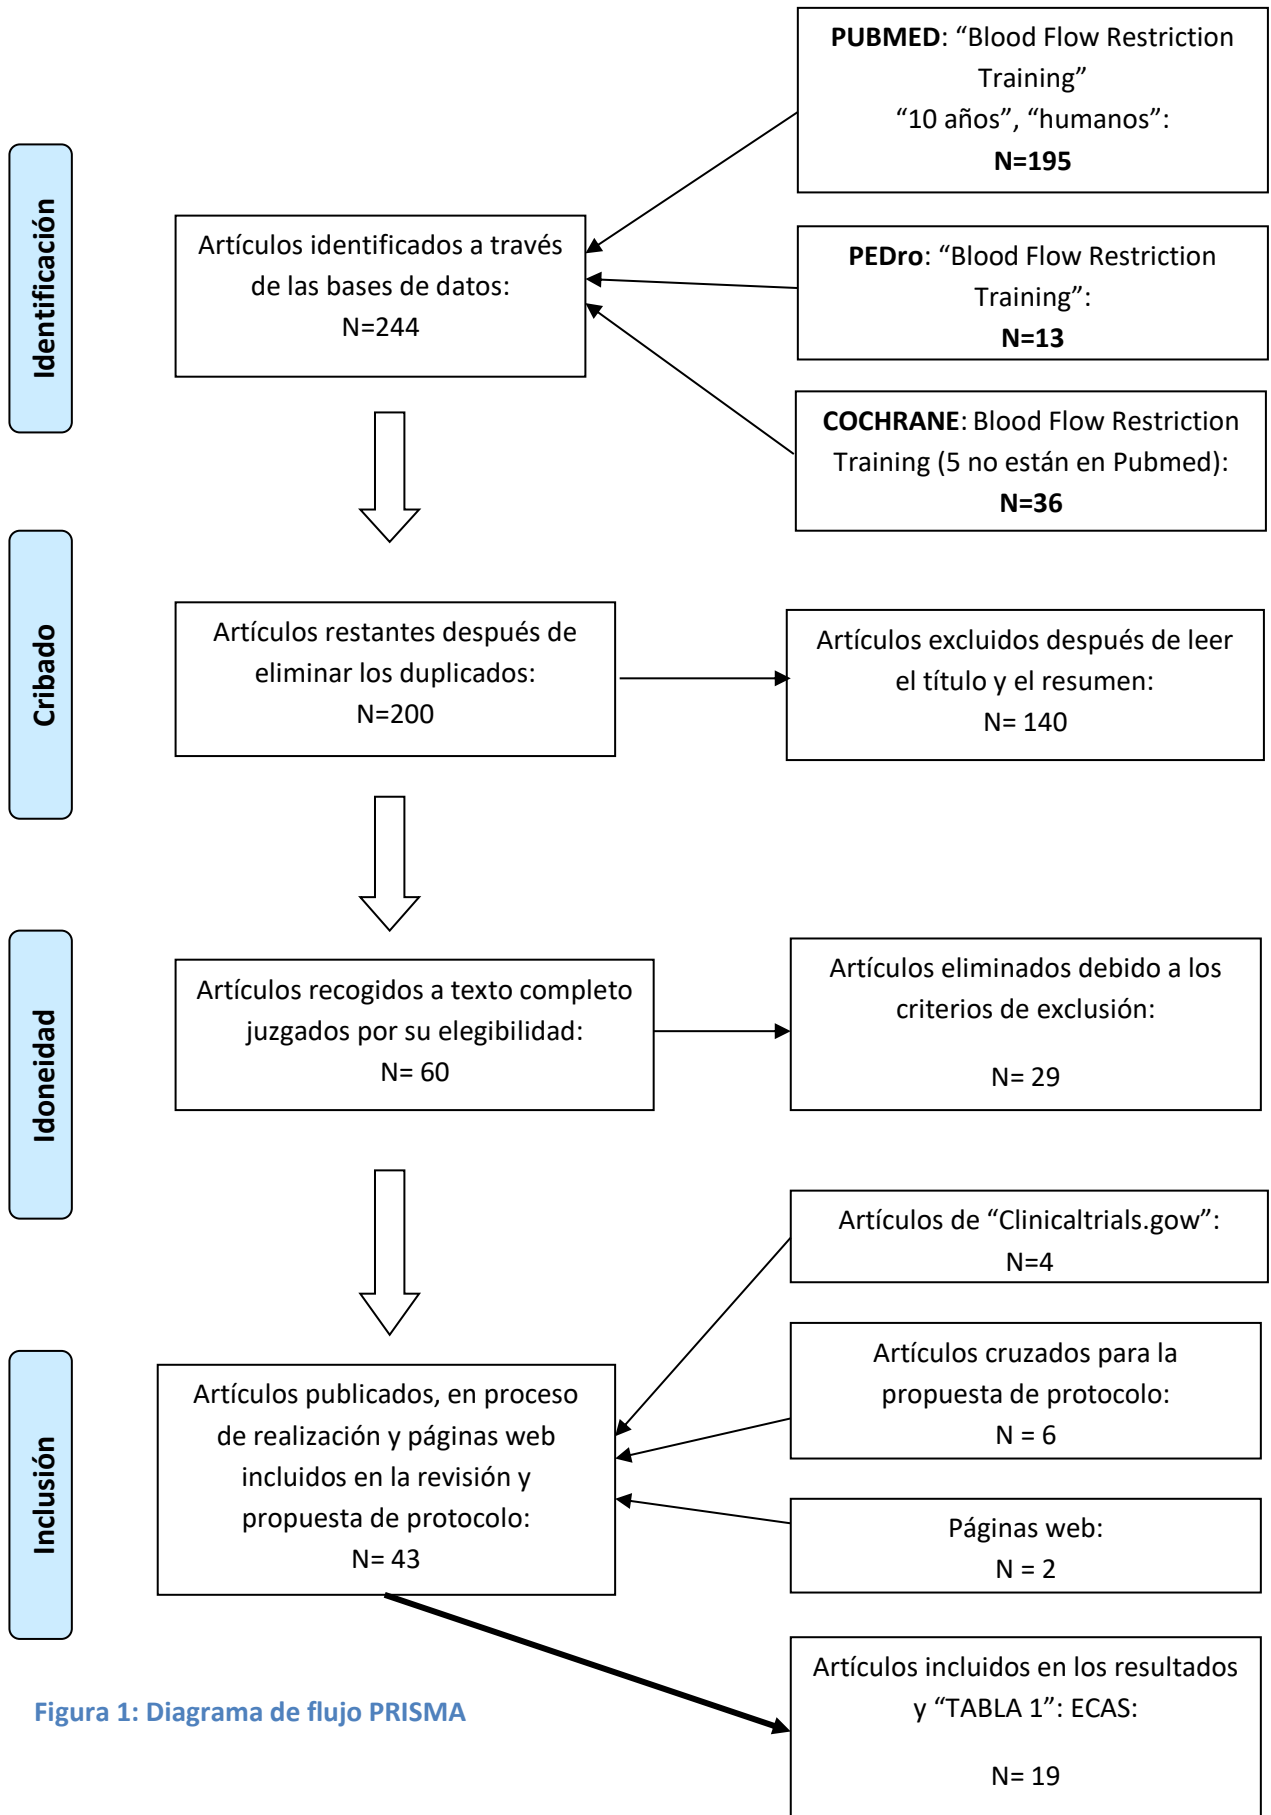 PUBMED: “Blood Flow Restriction
Training”
“10 años”, “humanos”:
N=195
Identificación
Artículos identificados a través
de las bases de datos:
N=244
PEDro: “Blood Flow Restriction
Training”:
N=13
COCHRANE: Blood Flow Restriction
Training (5 no están en Pubmed):
N=36
Cribado
Artículos restantes después de
eliminar los duplicados:
N=200
Artículos excluidos después de leer
el título y el resumen:
N= 140
Idoneidad
Artículos recogidos a texto completo
juzgados por su elegibilidad:
N= 60
Artículos eliminados debido a los
criterios de exclusión:
N= 29
Artículos de “Clinicaltrials.gow”:
N=4
Inclusión
Artículos publicados, en proceso
de realización y páginas web
incluidos en la revisión y
propuesta de protocolo:
N= 43
Artículos cruzados para la
propuesta de protocolo:
N = 6
Páginas web:
N = 2
Artículos incluidos en los resultados
y “TABLA 1”: ECAS:
N= 19
Figura 1: Diagrama de flujo PRISMA